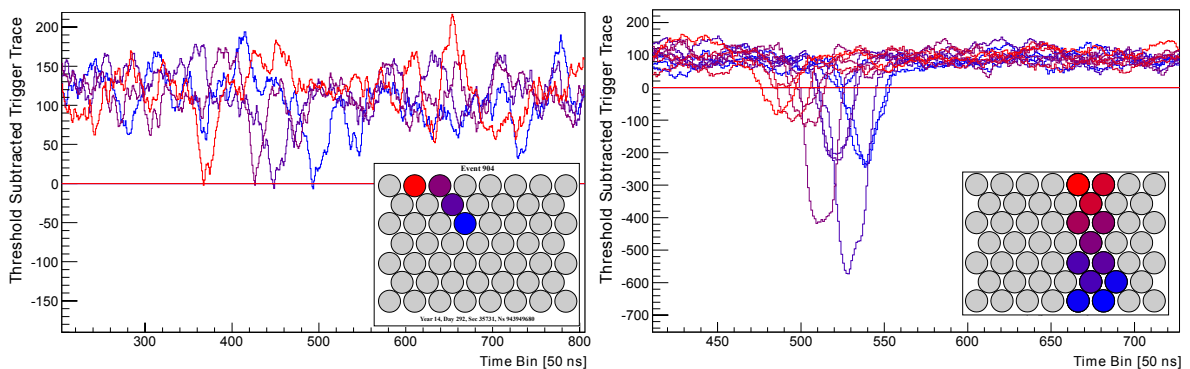 Threshold Subtracted Trigger Trace
200
150
100
50
0
-50
-100
-150
Event 904
Year 14, Day 292, Sec 35731, Ns 943949680
300 400 500 600 700 800
Time Bin [50 ns]
Threshold Subtracted Trigger Trace
200
100
0
-100
-200
-300
-400
-500
-600
-700
450 500 550 600 650 700
Time Bin [50 ns]